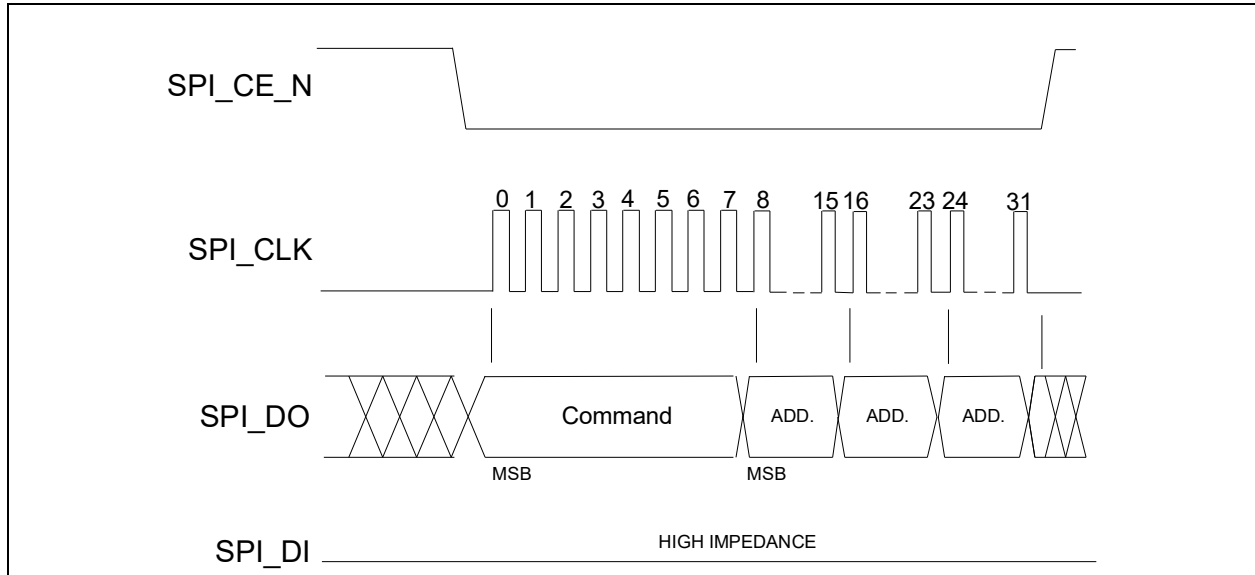 SPI_CE_N
0 1 2 3 4 5 6 7 8 15 16 23 24 31
SPI_CLK
SPI_DO Command ADD. ADD. ADD.
MSB MSB
HIGH IMPEDANCE
SPI_DI